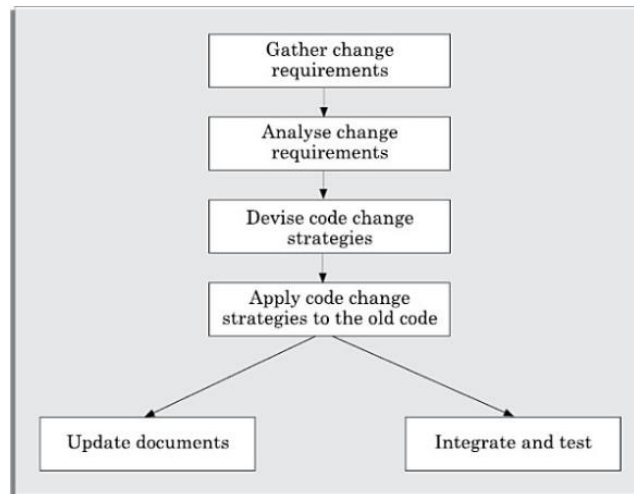 Gather change
requirements
Analyse change
requirements
Devise code change
strategies
Apply code change
strategies to the old code
Update documents
Integrate and test